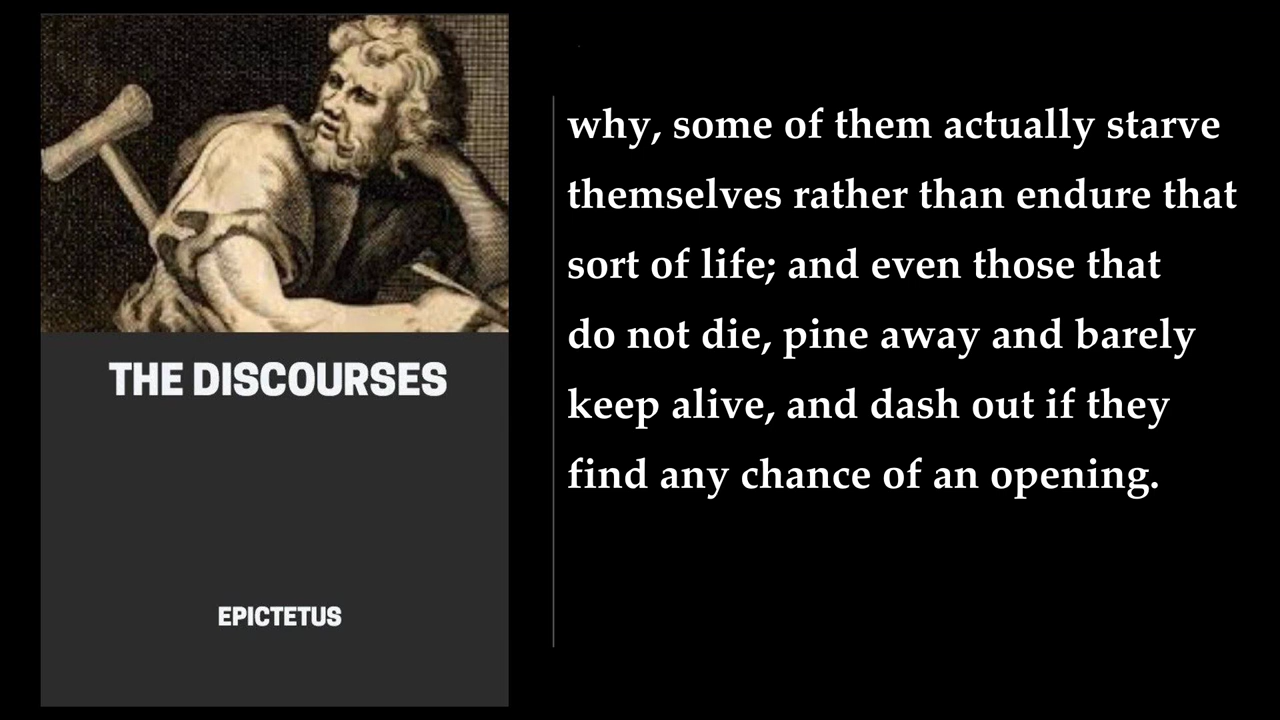 THE DISCOURSES
EPICTETUS
why, some of them actually starve
themselves rather than endure that
sort of life; and even those that
do not die, pine away and barely
keep alive, and dash out if they
find any chance of an opening.